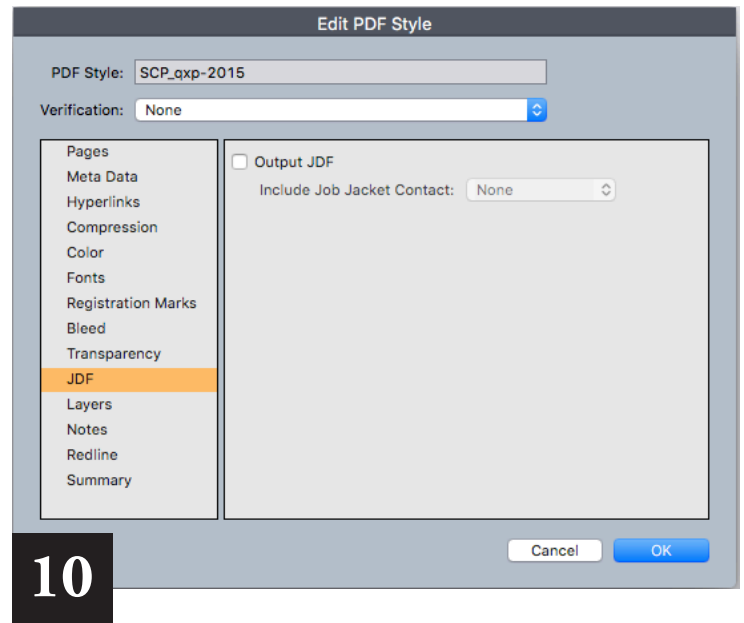 Edit PDF Style
PDF Style: SCP_qxp-2015
Verification: None
Pages
Meta Data
Hyperlinks
Compression
Color
Fonts
Registration Marks
Bleed
Transparency
JDF
Layers
Notes
Redline
Summary
Output JDF
Include Job Jacket Contact: None
Cancel OK
10